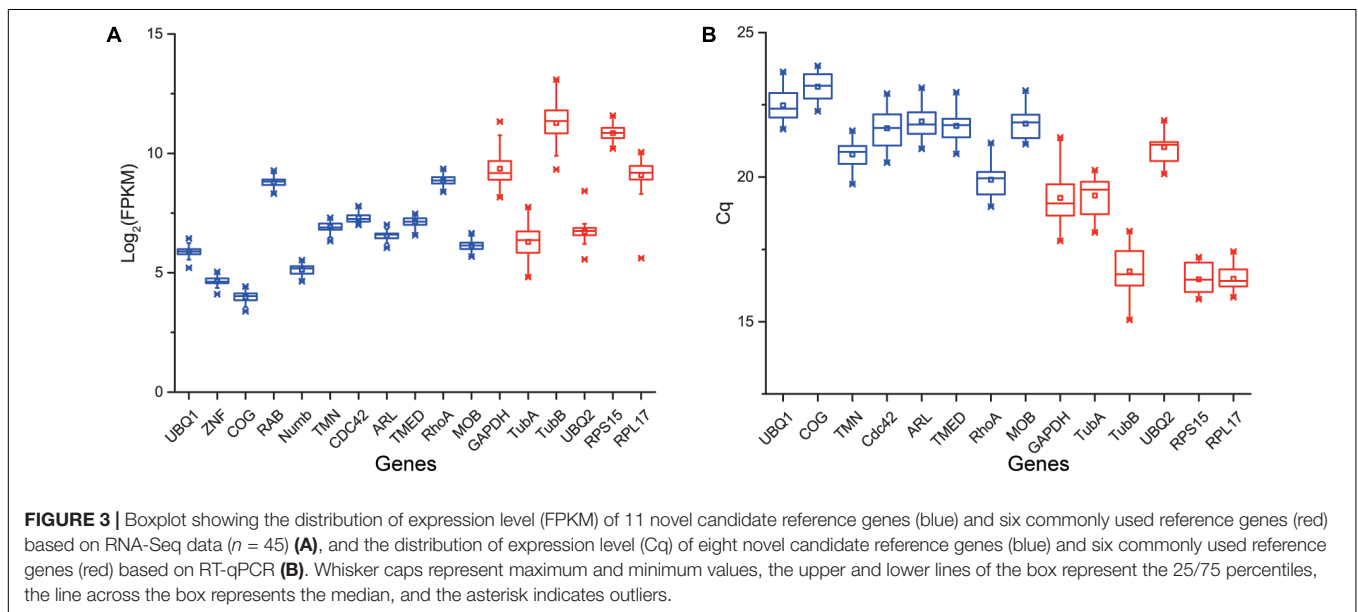 A
15
10
5
0
Log2(FPKM)
UBQ1
ZNF
COG
RAB
Numb
TMN
CDC42
ARL
TMED
RhoA
MOB
GAPDH
TubA
TubB
UBQ2
RPS15
RPL17
Genes
B
25
20
15
Cq
UBQ1
COG
TMN
Cdc42
ARL
TMED
RhoA
MOB
GAPDH
TubA
TubB
UBQ2
RPS15
RPL17
Genes
FIGURE 3 | Boxplot showing the distribution of expression level (FPKM) of 11 novel candidate reference genes (blue) and six commonly used reference genes (red)
based on RNA-Seq data (n = 45) (A), and the distribution of expression level (Cq) of eight novel candidate reference genes (blue) and six commonly used reference
genes (red) based on RT-qPCR (B). Whisker caps represent maximum and minimum values, the upper and lower lines of the box represent the 25/75 percentiles,
the line across the box represents the median, and the asterisk indicates outliers.